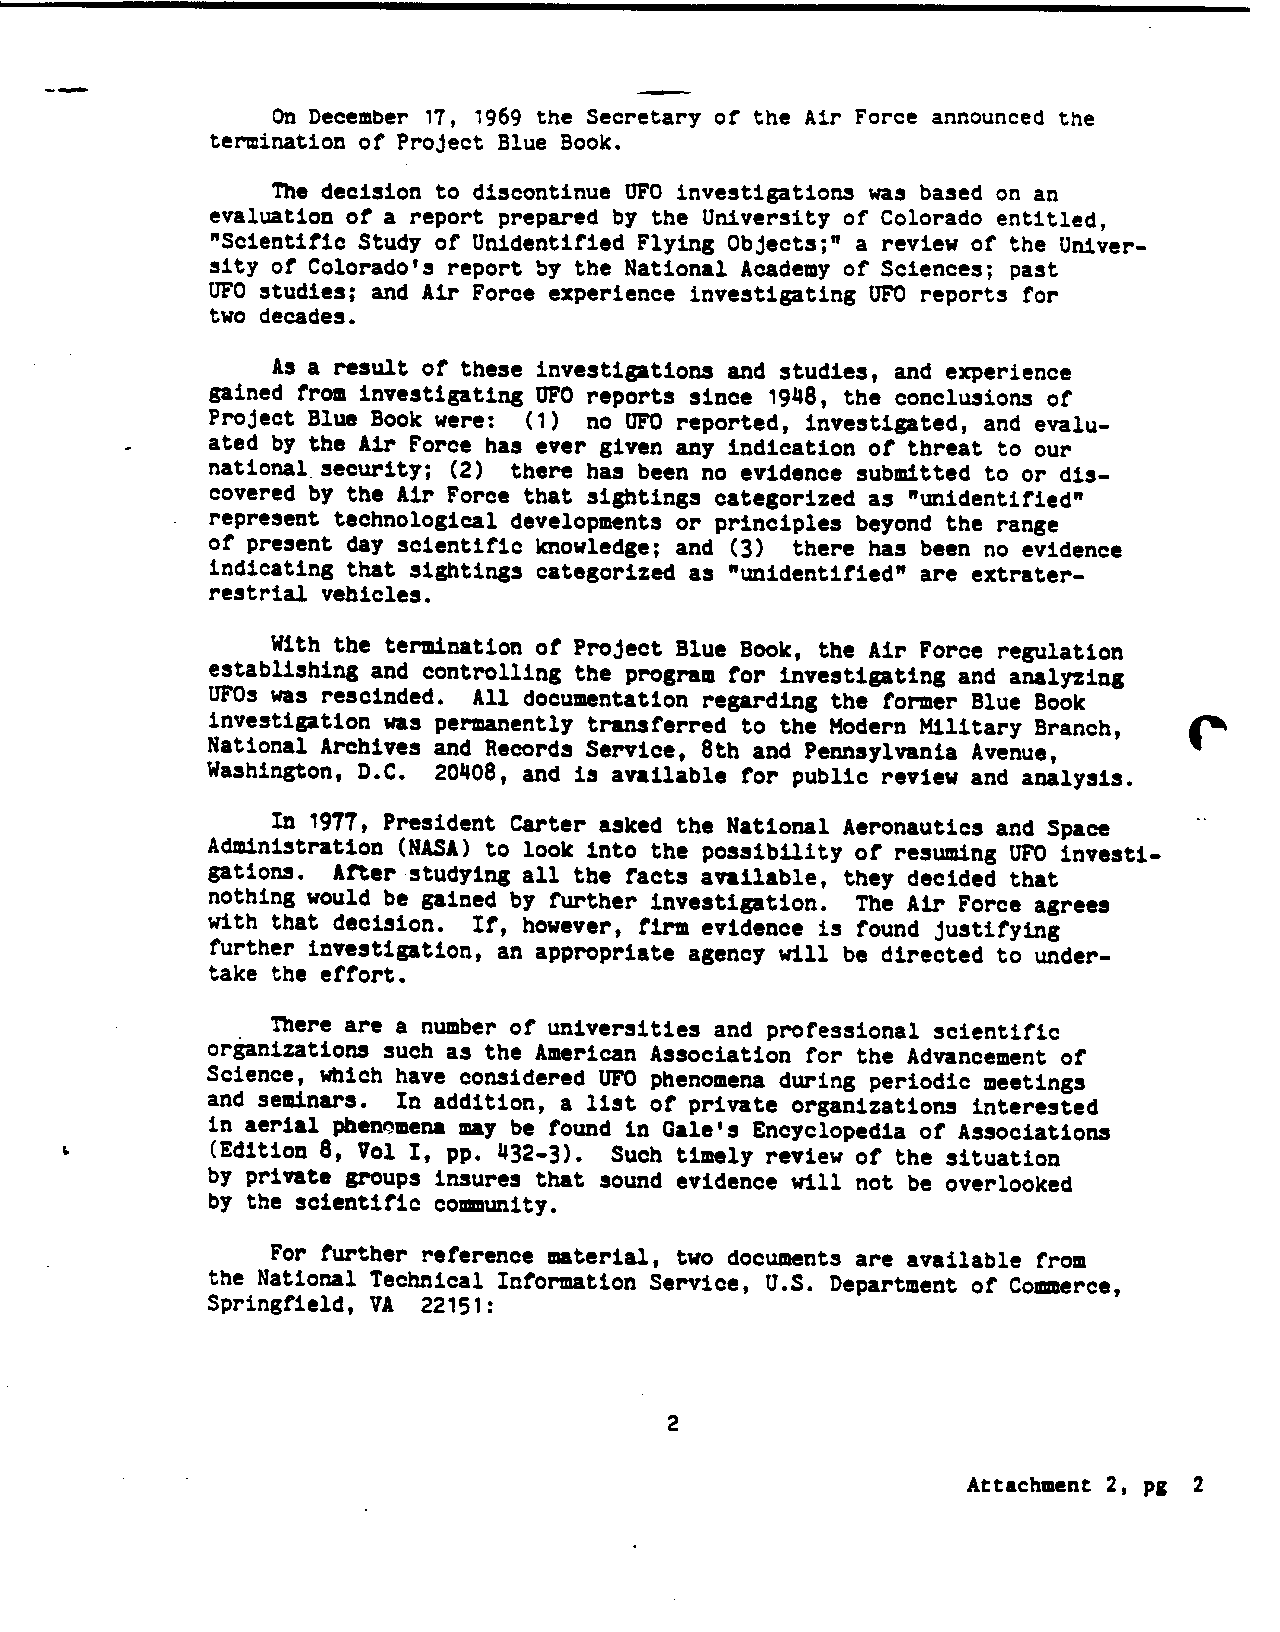 On December 17, 1969 the Secretary of the Air Force announced the
termination of Project Blue Book.
The decision to discontinue UFO investigations was based on an
evaluation of a report prepared by the University of Colorado entitled,
"Scientific Study of Unidentified Flying Objects;" a review of the Univer-
sity of Colorado's report by the National Academy of Sciences; past
UFO studies; and Air Force experience investigating UFO reports for
two decades.
As a result of these investigations and studies, and experience
gained from investigating UFO reports since 1948, the conclusions of
Project Blue Book were: (1) no UFO reported, investigated, and evalu-
ated by the Air Force has ever given any indication of threat to our
national security; (2) there has been no evidence submitted to or dis-
covered by the Air Force that sightings categorized as "unidentified"
represent technological developments or principles beyond the range
of present day scientific knowledge; and (3) there has been no evidence
indicating that sightings categorized as "unidentified" are extrater-
restrial vehicles.
With the termination of Project Blue Book, the Air Force regulation
establishing and controlling the program for investigating and analyzing
UFOs was rescinded. All documentation regarding the former Blue Book
investigation was permanently transferred to the Modern Military Branch,
National Archives and Records Service, 8th and Pennsylvania Avenue,
Washington, D.C. 20408, and is available for public review and analysis.
In 1977, President Carter asked the National Aeronautics and Space
Administration (NASA) to look into the possibility of resuming UFO investi-
gations. After studying all the facts available, they decided that
nothing would be gained by further investigation. The Air Force agrees
with that decision. If, however, firm evidence is found justifying
further investigation, an appropriate agency will be directed to under-
take the effort.
There are a number of universities and professional scientific
organizations such as the American Association for the Advancement of
Science, which have considered UFO phenomena during periodic meetings
and seminars. In addition, a list of private organizations interested
in aerial phenomena may be found in Gale's Encyclopedia of Associations
(Edition 8, Vol I, pp. 432-3). Such timely review of the situation
by private groups insures that sound evidence will not be overlooked
by the scientific community.
For further reference material, two documents are available from
the National Technical Information Service, U.S. Department of Commerce,
Springfield, VA 22151:
2
Attachment 2, pg 2